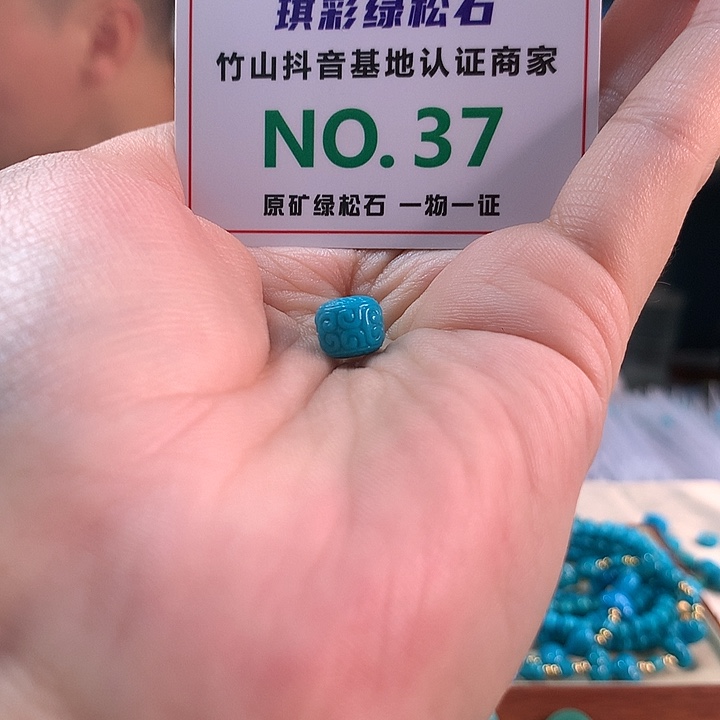 琪彩绿松石
竹山抖音基地认证商家
NO. 37
原矿绿松石 一物一证